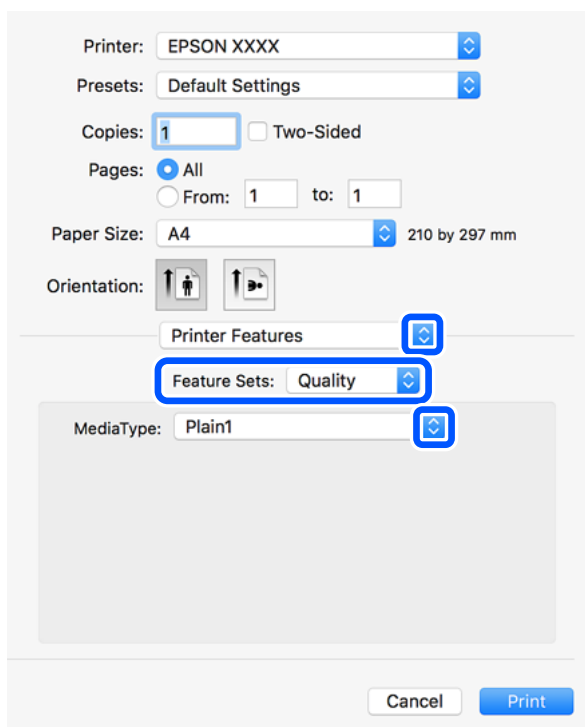 Printer: EPSON XXXX
Presets: Default Settings
Copies: 1 Two-Sided
Pages: All
From: 1 to: 1
Paper Size: A4 210 by 297 mm
Orientation:
Printer Features
Feature Sets: Quality
MediaType: Plain1
Cancel Print